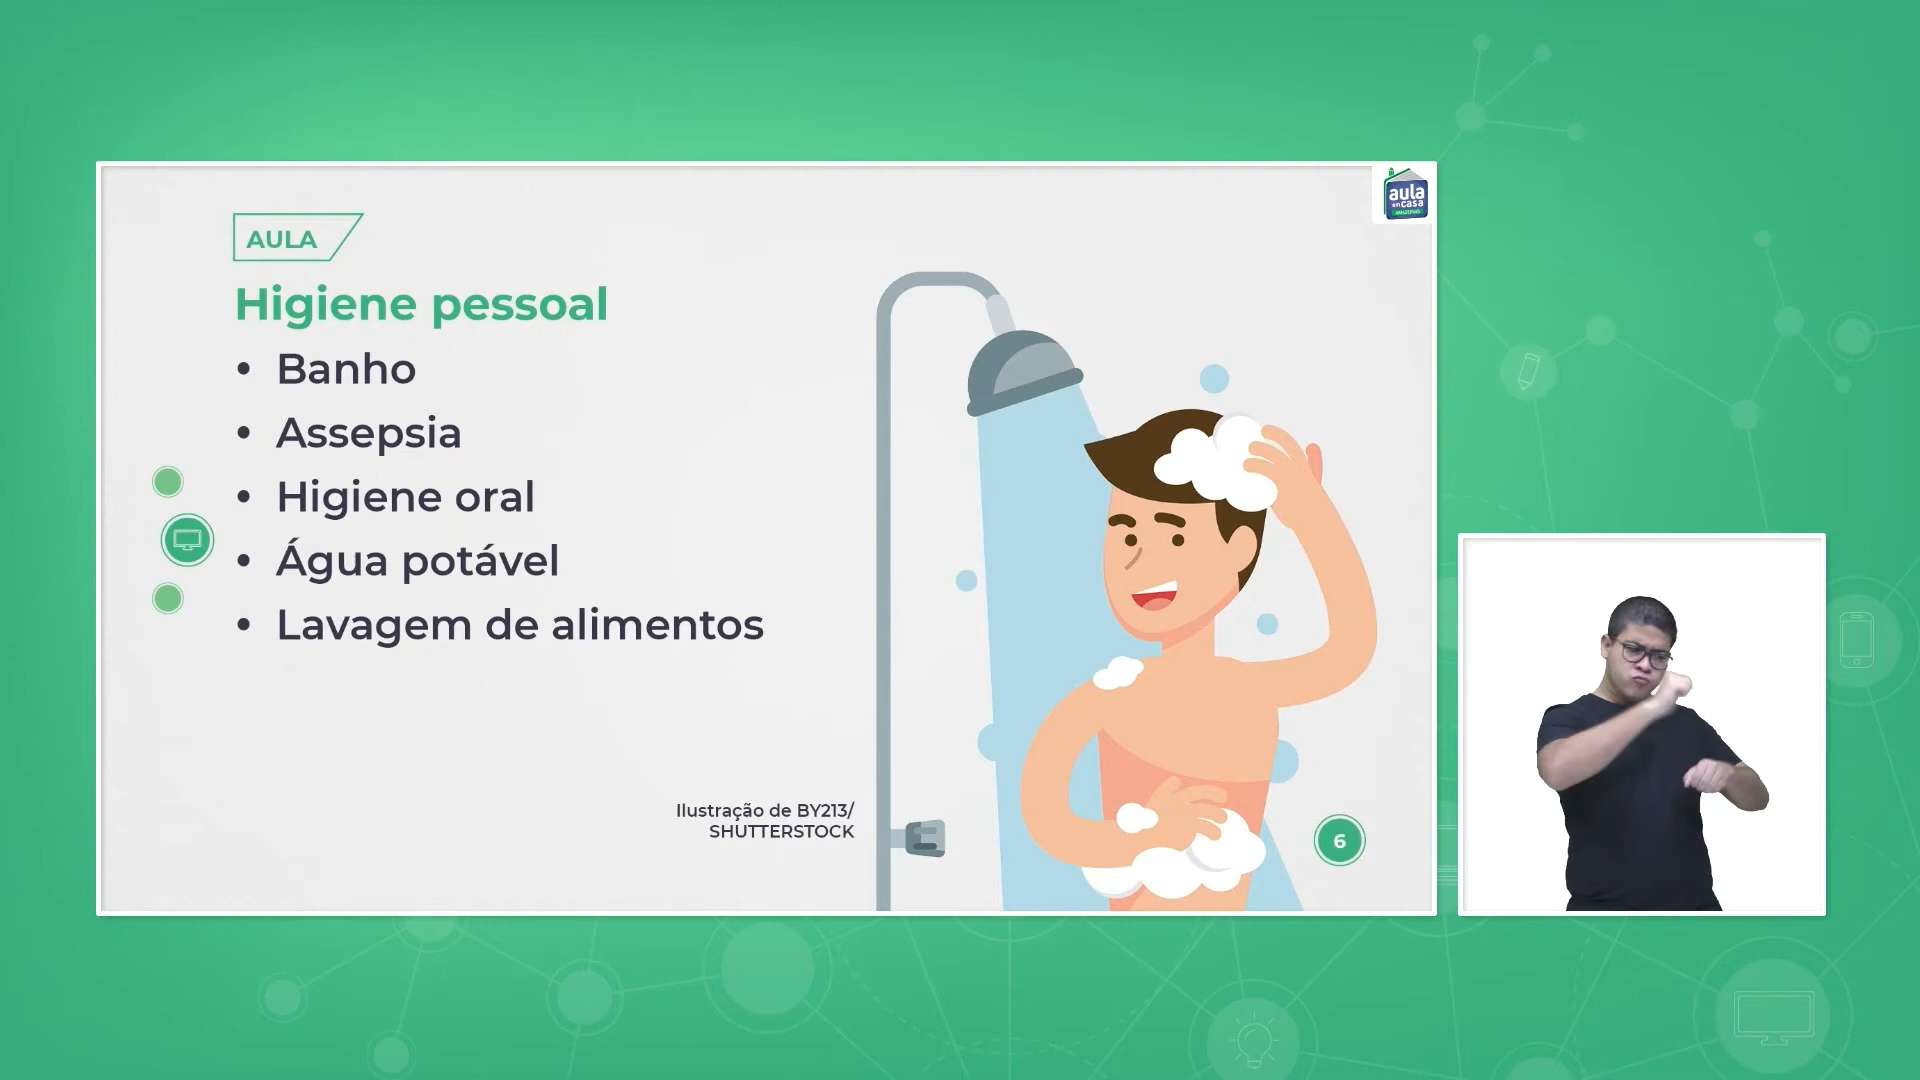 aula
em casa
AMAZONAS
AULA
Higiene pessoal
• Banho
• Assepsia
• Higiene oral
• Água potável
• Lavagem de alimentos
Ilustração de BY213/
SHUTTERSTOCK
6